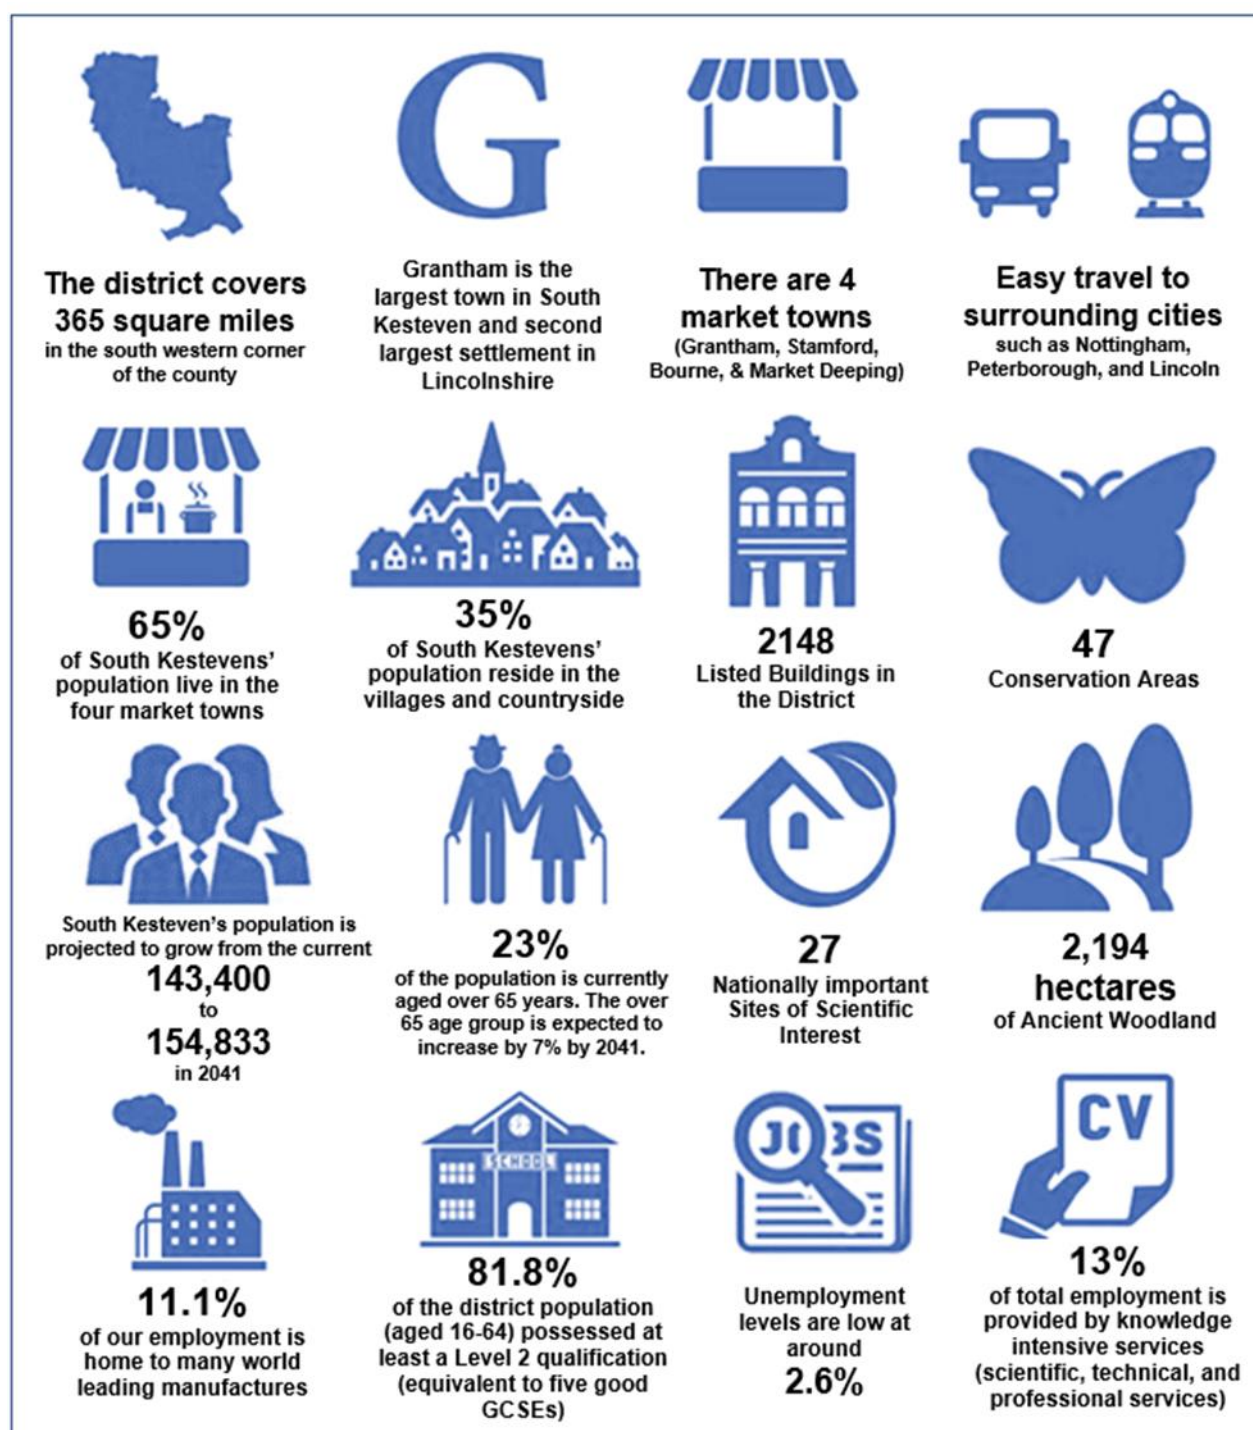 The district covers
365 square miles
in the south western corner
of the county
G
Grantham is the
largest town in South
Kesteven and second
largest settlement in
Lincolnshire
There are 4
market towns
(Grantham, Stamford,
Bourne, & Market Deeping)
Easy travel to
surrounding cities
such as Nottingham,
Peterborough, and Lincoln
65%
of South Kestevens’
population live in the
four market towns
35%
of South Kestevens’
population reside in the
villages and countryside
2148
Listed Buildings in
the District
47
Conservation Areas
South Kesteven’s population is
projected to grow from the current
143,400
to
154,833
in 2041
23%
of the population is currently
aged over 65 years. The over
65 age group is expected to
increase by 7% by 2041.
27
Nationally important
Sites of Scientific
Interest
2,194
hectares
of Ancient Woodland
11.1%
of our employment is
home to many world
leading manufactures
SCHOOL
81.8%
of the district population
(aged 16-64) possessed at
least a Level 2 qualification
(equivalent to five good
GCSEs)
JOBS
Unemployment
levels are low at
around
2.6%
CV
13%
of total employment is
provided by knowledge
intensive services
(scientific, technical, and
professional services)